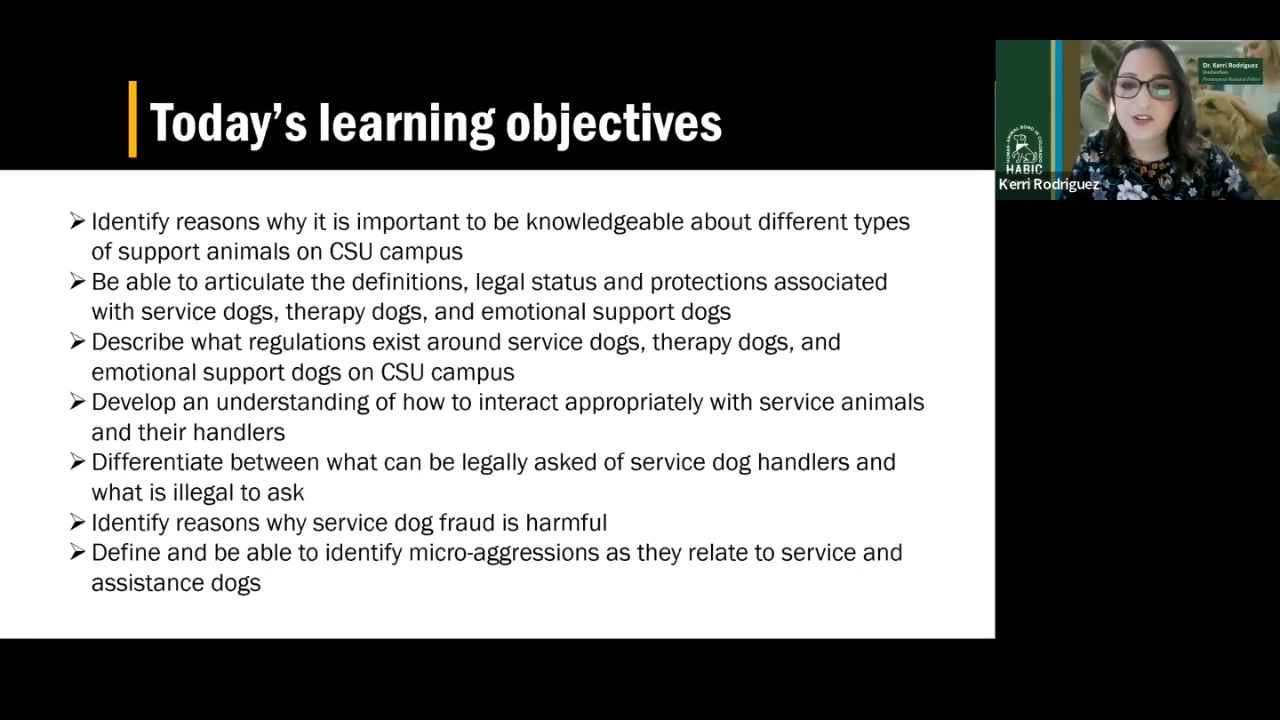 Today's learning objectives
➢ Identify reasons why it is important to be knowledgeable about different types
of support animals on CSU campus
➢ Be able to articulate the definitions, legal status and protections associated
with service dogs, therapy dogs, and emotional support dogs
➢ Describe what regulations exist around service dogs, therapy dogs, and
emotional support dogs on CSU campus
➢ Develop an understanding of how to interact appropriately with service animals
and their handlers
➢ Differentiate between what can be legally asked of service dog handlers and
what is illegal to ask
➢ Identify reasons why service dog fraud is harmful
➢ Define and be able to identify micro-aggressions as they relate to service and
assistance dogs
Dr. Kerri Rodriguez
HUMAN-ANIMAL BOND IN COLORADO
HABIC
Kerri Rodriguez